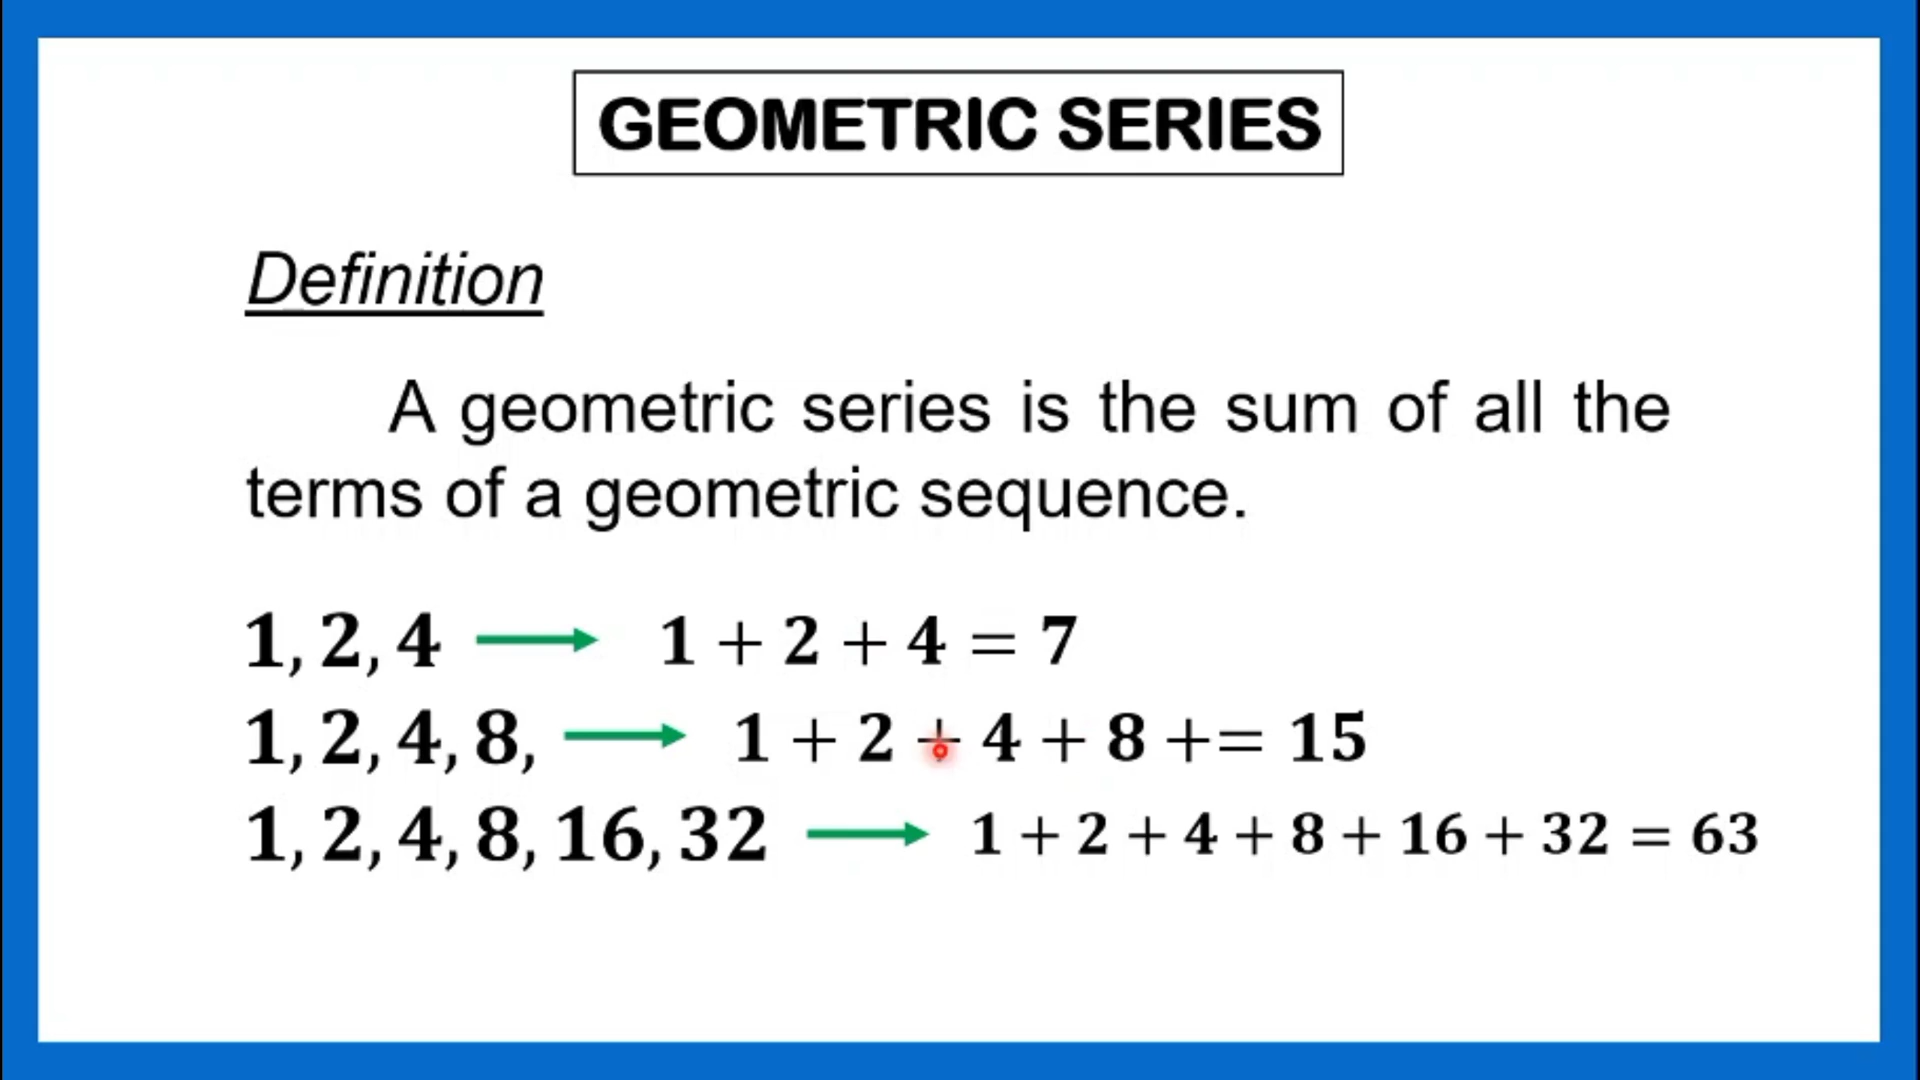 GEOMETRIC SERIES
Definition
A geometric series is the sum of all the
terms of a geometric sequence.
1, 2, 4 → 1 + 2 + 4 = 7
1, 2, 4, 8, → 1 + 2 + 4 + 8 += 15
1, 2, 4, 8, 16, 32 → 1 + 2 + 4 + 8 + 16 + 32 = 63